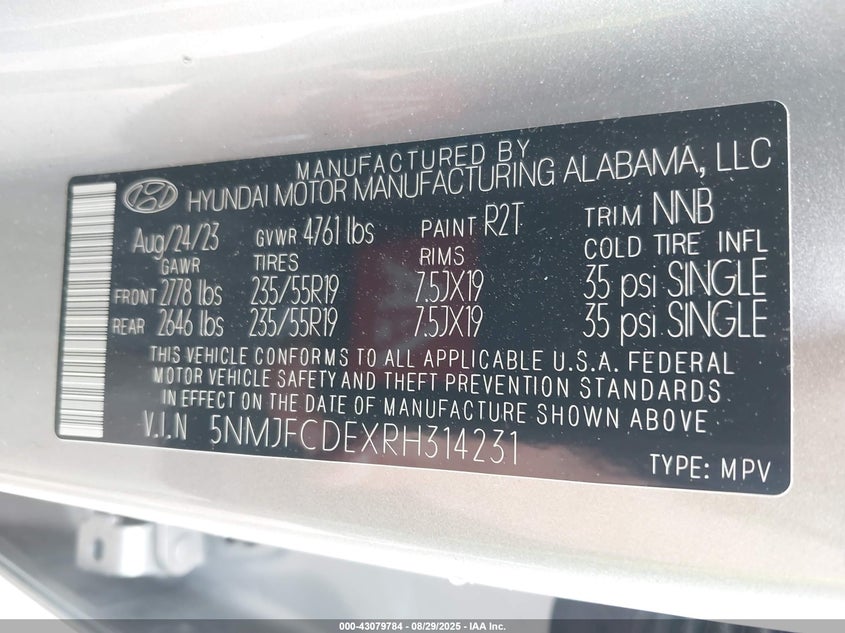 MANUFACTURED BY
HYUNDAI MOTOR MANUFACTURING ALABAMA, LLC
Aug/24/23 GVWR 4761 lbs PAINT R2T TRIM NNB
GAWR TIRES RIMS COLD TIRE INFL
FRONT 2778 lbs 235/55R19 7.5JX19 35 psi SINGLE
REAR 2646 lbs 235/55R19 7.5JX19 35 psi SINGLE
THIS VEHICLE CONFORMS TO ALL APPLICABLE U.S.A. FEDERAL
MOTOR VEHICLE SAFETY AND THEFT PREVENTION STANDARDS
IN EFFECT ON THE DATE OF MANUFACTURE SHOWN ABOVE
V.I.N 5NMJFCDEXRH314231
TYPE: MPV
000-43079784 - 08/29/2025 - IAA Inc.